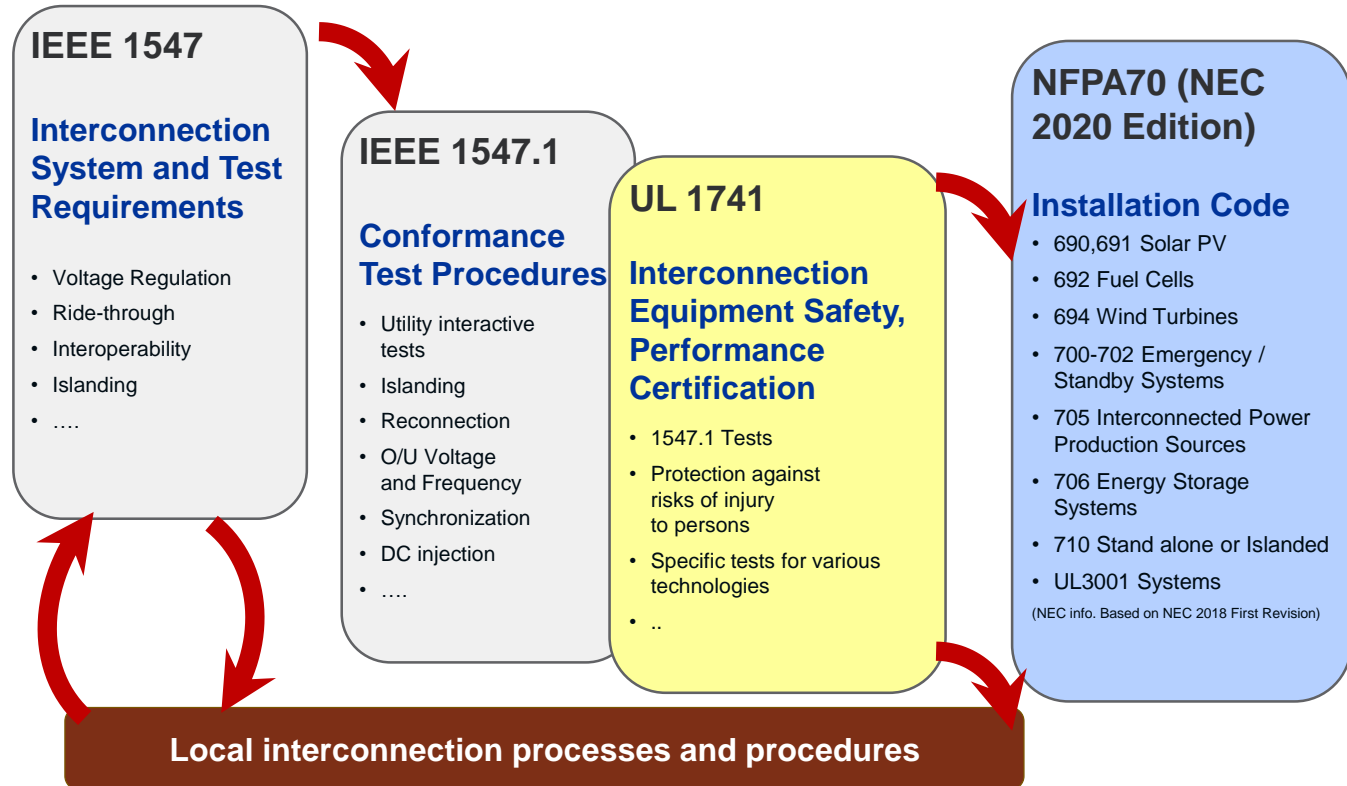 IEEE 1547
Interconnection
System and Test
Requirements
• Voltage Regulation
• Ride-through
• Interoperability
• Islanding
• ....
IEEE 1547.1
Conformance
Test Procedures
• Utility interactive
tests
• Islanding
• Reconnection
• O/U Voltage
and Frequency
• Synchronization
• DC injection
• ....
UL 1741
Interconnection
Equipment Safety,
Performance
Certification
• 1547.1 Tests
• Protection against
risks of injury
to persons
• Specific tests for various
technologies
• ..
NFPA70 (NEC
2020 Edition)
Installation Code
• 690,691 Solar PV
• 692 Fuel Cells
• 694 Wind Turbines
• 700-702 Emergency /
Standby Systems
• 705 Interconnected Power
Production Sources
• 706 Energy Storage
Systems
• 710 Stand alone or Islanded
• UL3001 Systems
(NEC info. Based on NEC 2018 First Revision)
Local interconnection processes and procedures